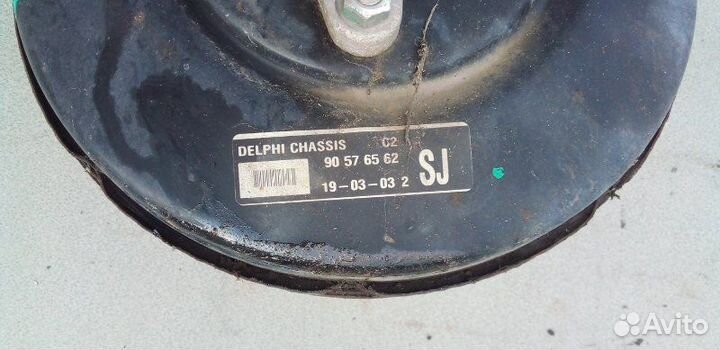 DELPHI CHASSIS C2
90 57 65 62
19-03-03 2
SJ
Avito